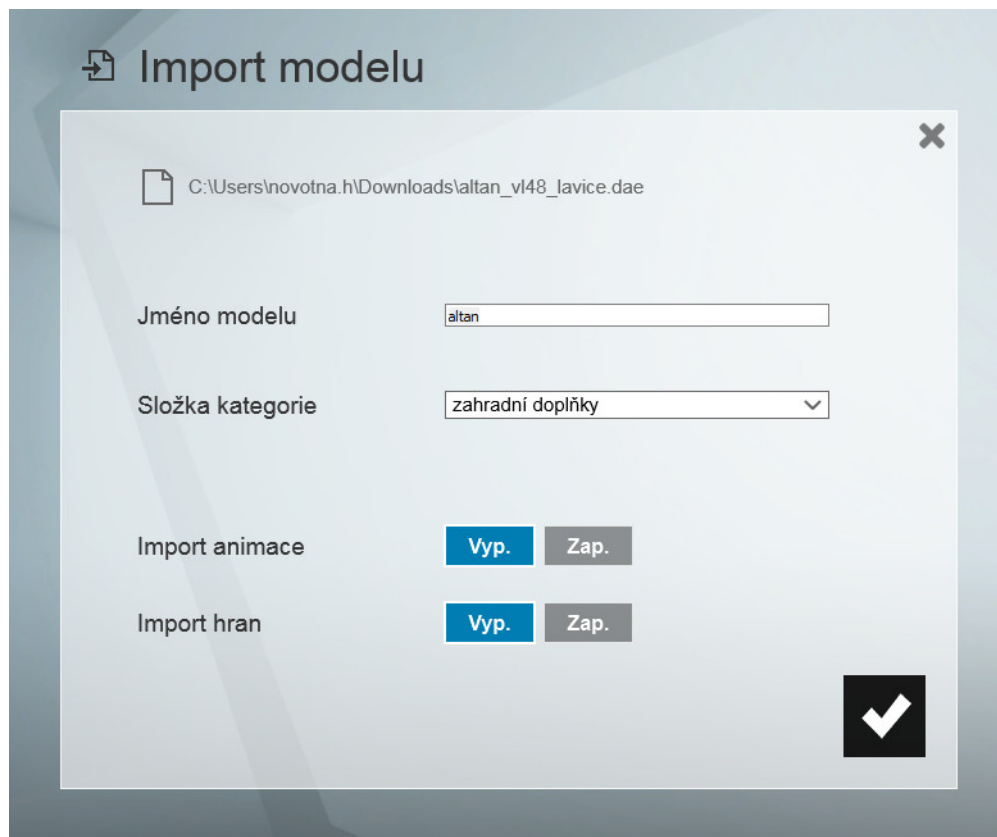 Import modelu
C:\Users\novotna.h\Downloads\altan_vl48_lavice.dae
Jméno modelu altan
Složka kategorie zahradní doplňky
Import animace Vyp. Zap.
Import hran Vyp. Zap.